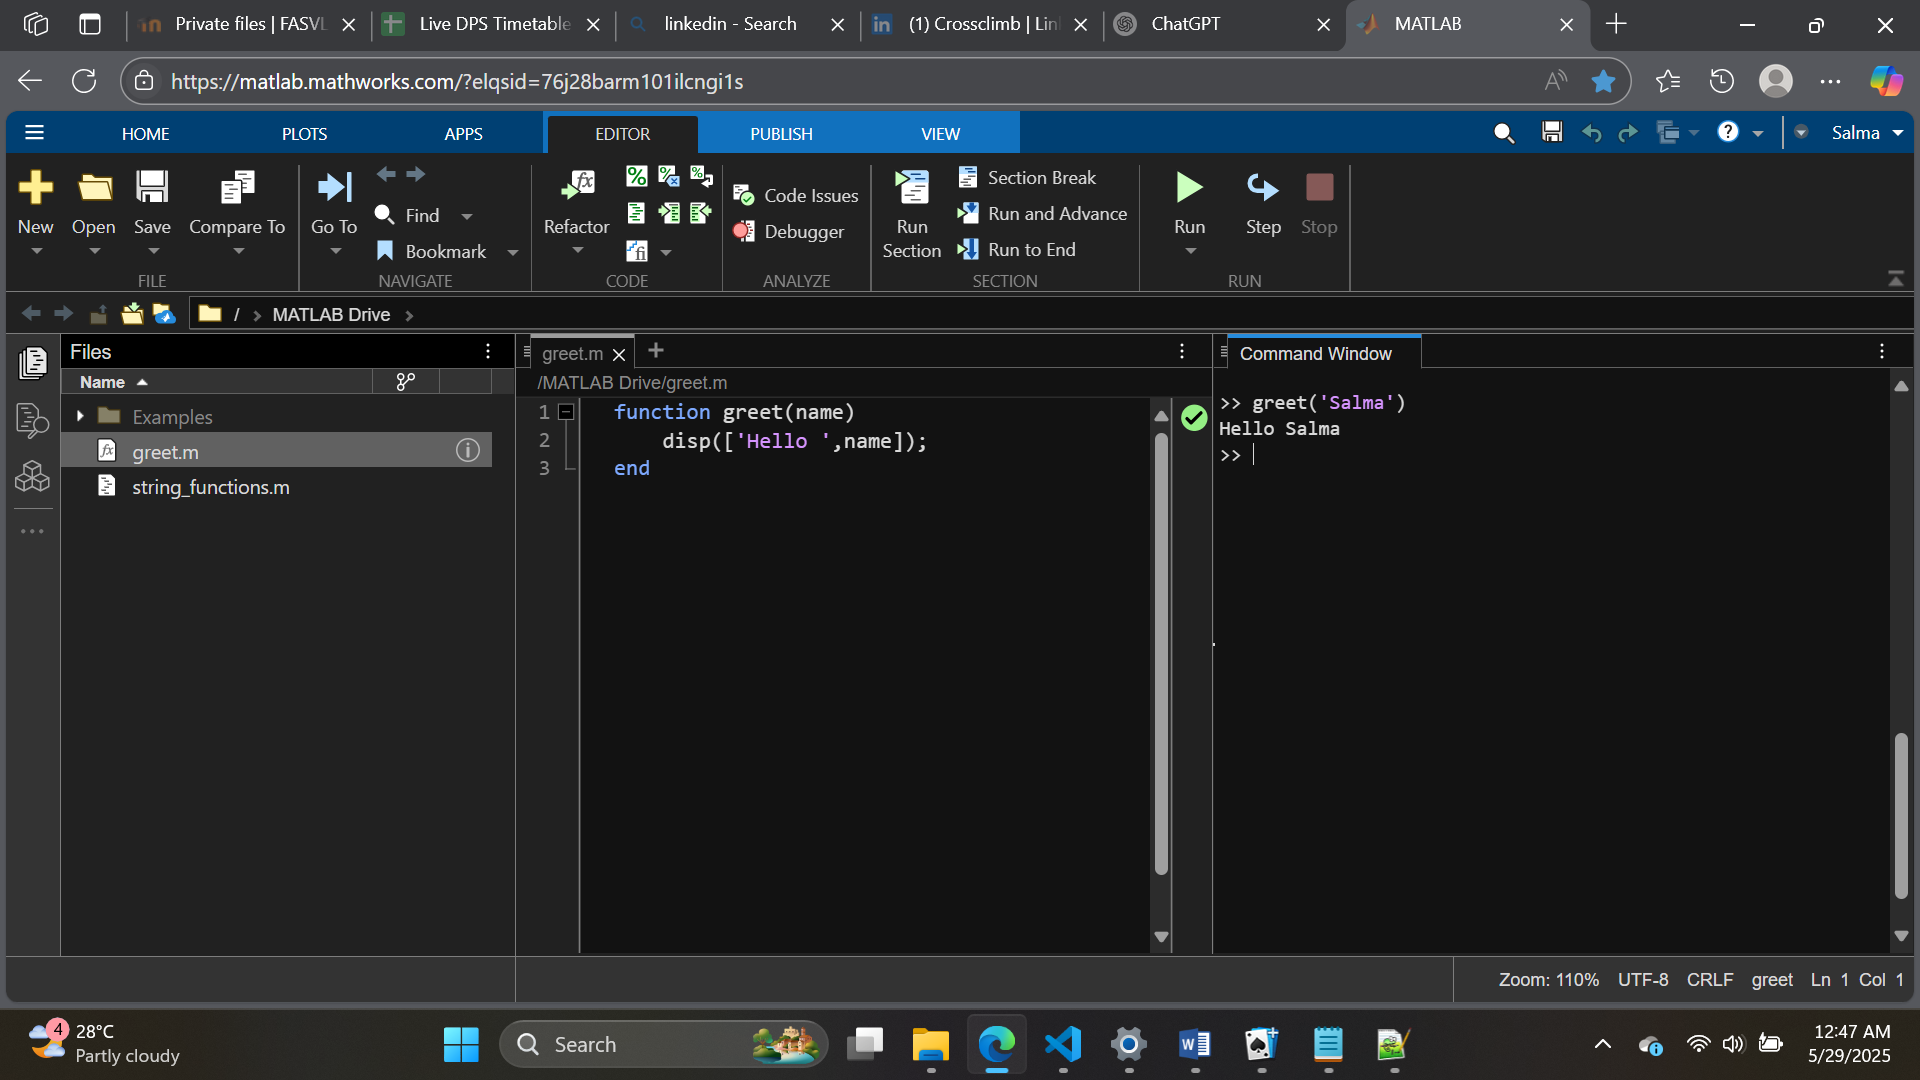 Private files | FASVL
Live DPS Timetable
linkedin - Search
(1) Crossclimb | Lin
ChatGPT
MATLAB
https://matlab.mathworks.com/?elqsid=76j28barm101ilcngi1s
HOME
PLOTS
APPS
EDITOR
PUBLISH
VIEW
Salma
New
Open
Save
Compare To
FILE
Go To
Find
Bookmark
NAVIGATE
Refactor
CODE
Code Issues
Debugger
ANALYZE
Run Section
Section Break
Run and Advance
Run to End
SECTION
Run
Step
Stop
RUN
/ > MATLAB Drive >
Files
Name
Examples
greet.m
string_functions.m
greet.m
/MATLAB Drive/greet.m
1 function greet(name)
2 disp(['Hello ',name]);
3 end
Command Window
>> greet('Salma')
Hello Salma
>>
Zoom: 110% UTF-8 CRLF greet Ln 1 Col 1
4
28°C
Partly cloudy
Search
12:47 AM
5/29/2025